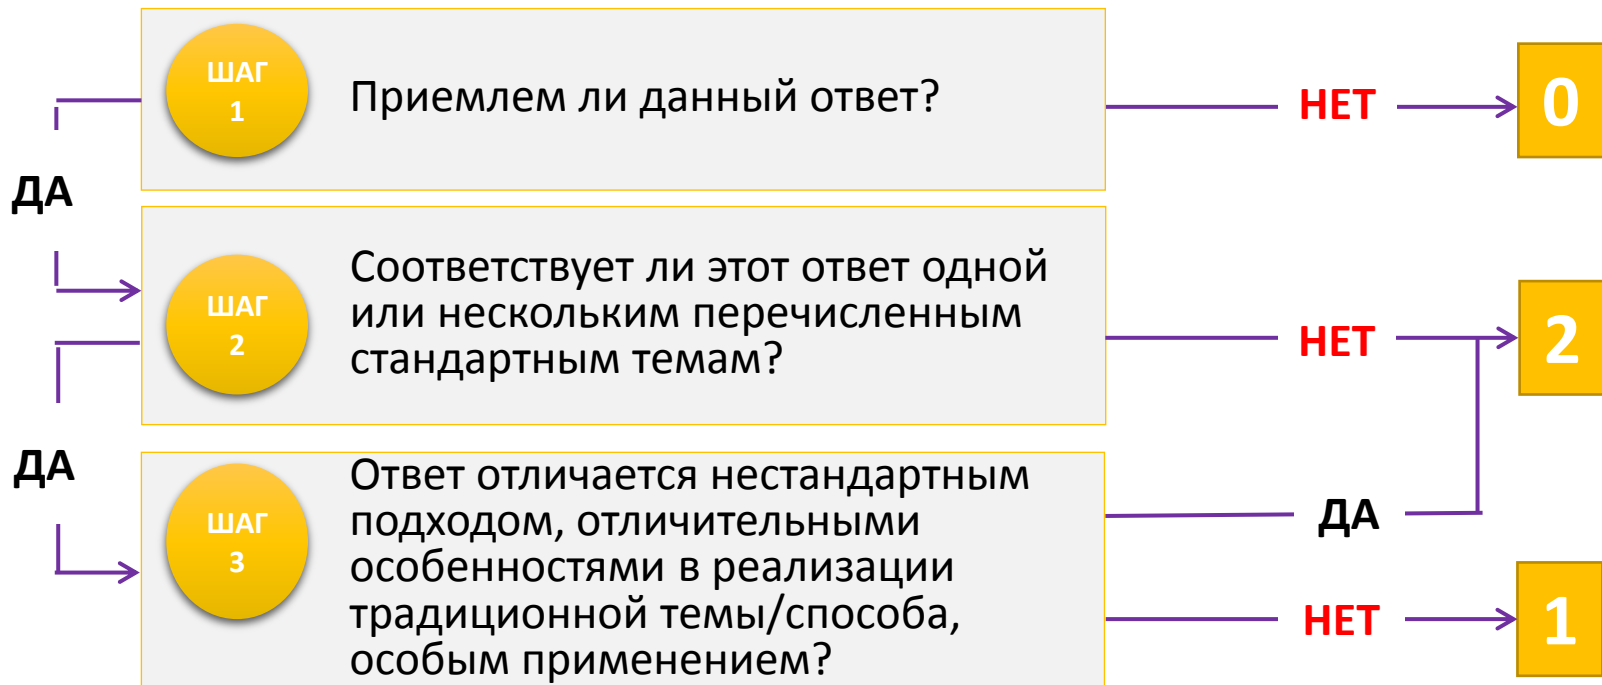 ШАГ
1
Приемлем ли данный ответ?
НЕТ
0
ДА
ШАГ
2
Соответствует ли этот ответ одной
или нескольким перечисленным
стандартным темам?
НЕТ
2
ДА
ШАГ
3
Ответ отличается нестандартным
подходом, отличительными
особенностями в реализации
традиционной темы/способа,
особым применением?
ДА
НЕТ
1